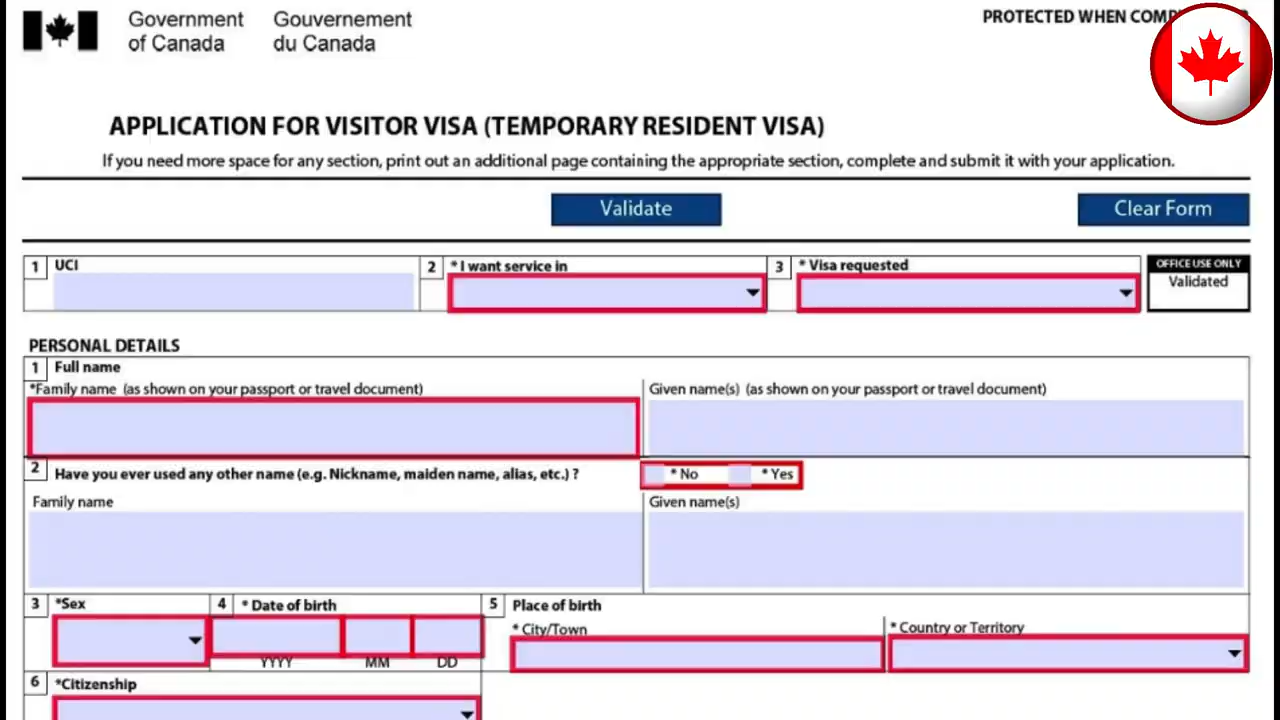 Government of Canada
Gouvernement du Canada
PROTECTED WHEN
APPLICATION FOR VISITOR VISA (TEMPORARY RESIDENT VISA)
If you need more space for any section, print out an additional page containing the appropriate section, complete and submit it with your application.
Validate
Clear Form
1 UCI
2 * I want service in
3 * Visa requested
OFFICE USE ONLY
Validated
PERSONAL DETAILS
1 Full name
*Family name (as shown on your passport or travel document)
Given name(s) (as shown on your passport or travel document)
2 Have you ever used any other name (e.g. Nickname, maiden name, alias, etc.) ?
* No * Yes
Family name
Given name(s)
3 *Sex
4 * Date of birth
5 Place of birth
* City/Town
* Country or Territory
YYYY MM DD
6 *Citizenship